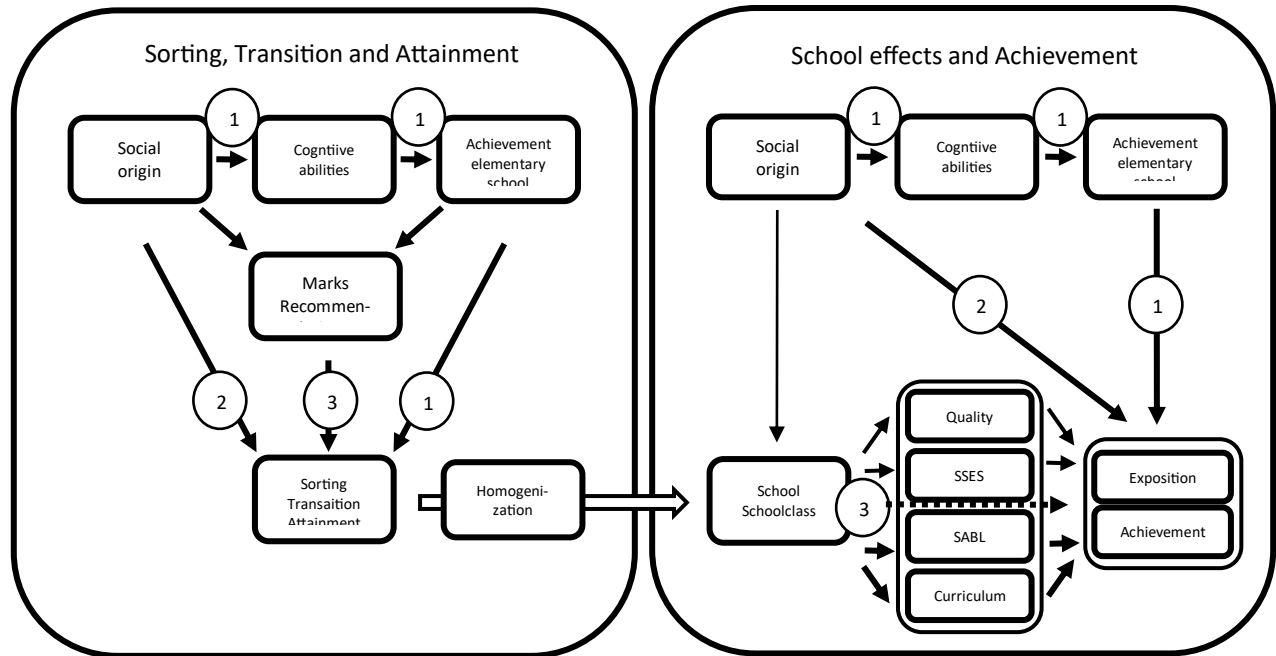 Sorting, Transition and Attainment
1
1
Social
origin
Cogntiive
abilities
Achievement
elementary
school
Marks
Recommen-
2
3
1
Sorting
Transaition
Attainment
Homogeni-
zation
School effects and Achievement
1
1
Social
origin
Cogntiive
abilities
Achievement
elementary
school
2
1
School
Schoolclass
3
Quality
SSES
SABL
Curriculum
Exposition
Achievement